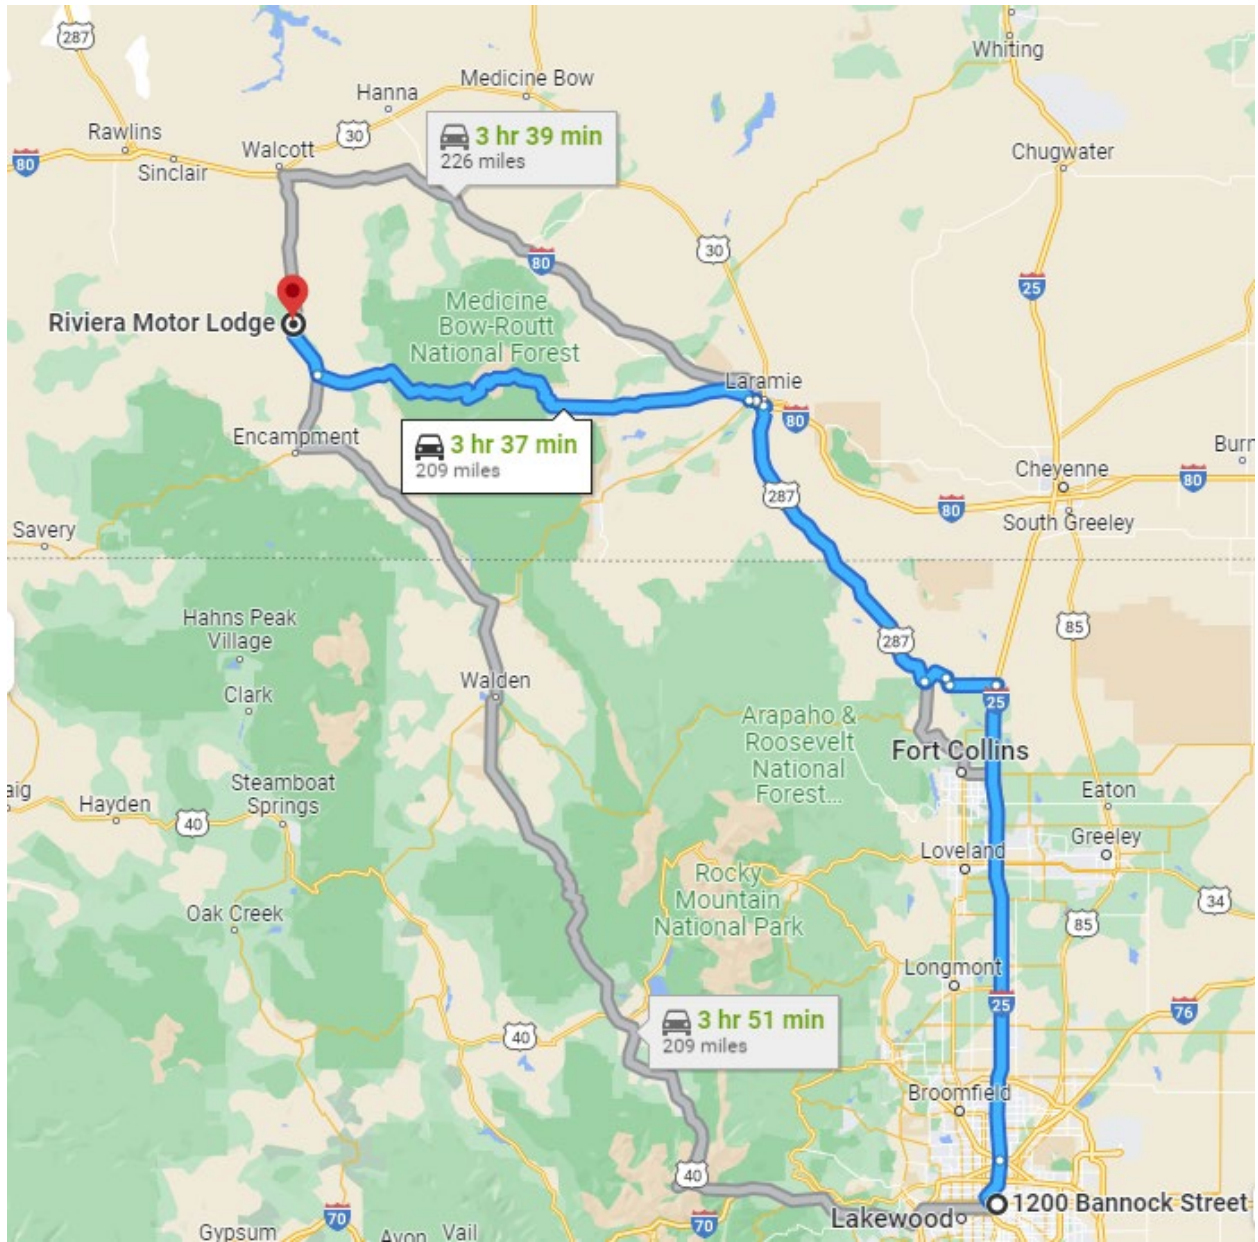 287
Whiting
Medicine Bow
Hanna
30
Rawlins
Walcott
3 hr 39 min
226 miles
80
Sinclair
Chugwater
30
80
25
Medicine
Bow-Routt
National Forest
Riviera Motor Lodge
Laramie
80
Encampment
3 hr 37 min
209 miles
Burn
Cheyenne
80
287
80
South Greeley
Savery
Hahns Peak
Village
85
287
Clark
Walden
25
Arapaho &
Roosevelt
National
Forest...
Fort Collins
Steamboat
Springs
aig
Hayden
40
Eaton
Greeley
Loveland
Rocky
Mountain
National Park
34
Oak Creek
85
Longmont
25
76
3 hr 51 min
209 miles
40
Broomfield
40
1200 Bannock Street
70
70
Lakewood
Gypsum
Avon
Vail